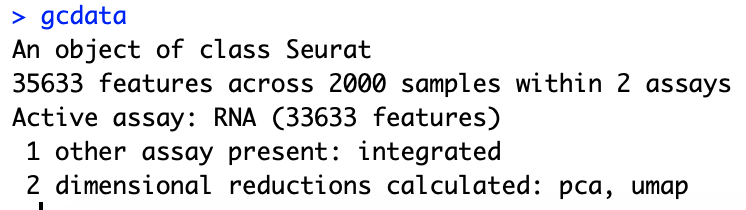 > gcdata
An object of class Seurat
35633 features across 2000 samples within 2 assays
Active assay: RNA (33633 features)
 1 other assay present: integrated
 2 dimensional reductions calculated: pca, umap